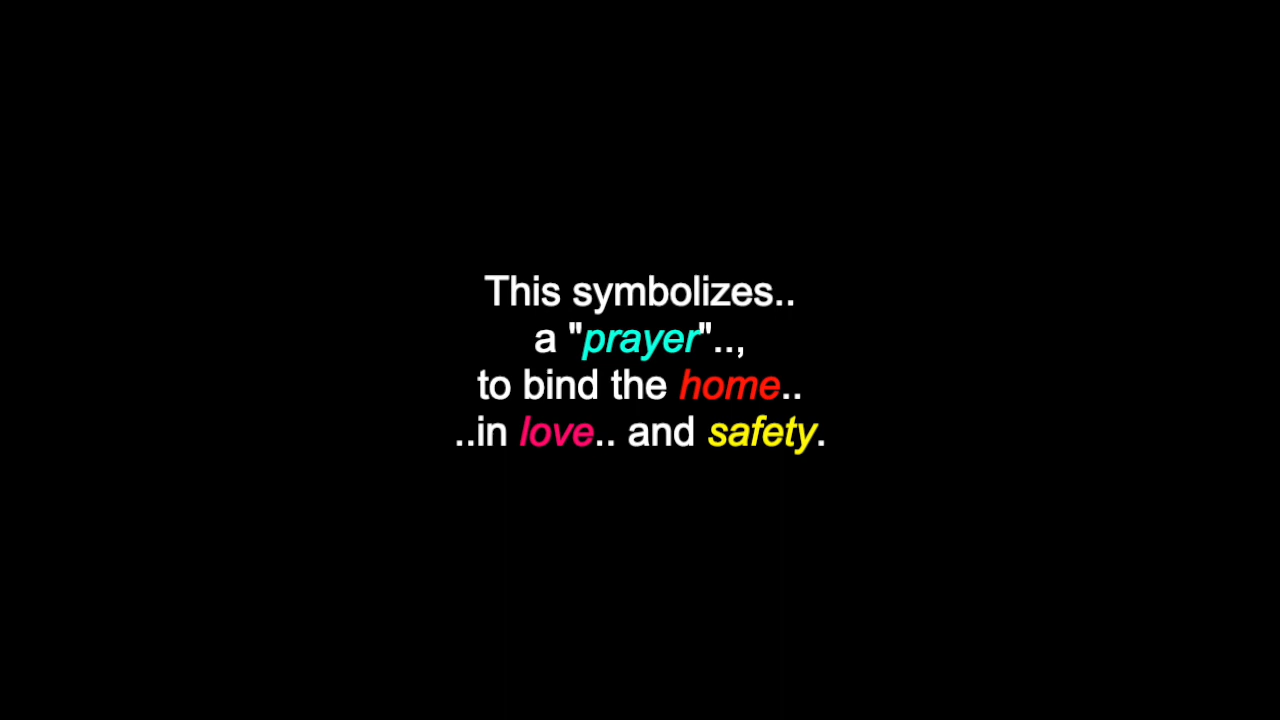 This symbolizes..
a "prayer"..,
to bind the home..
..in love.. and safety.